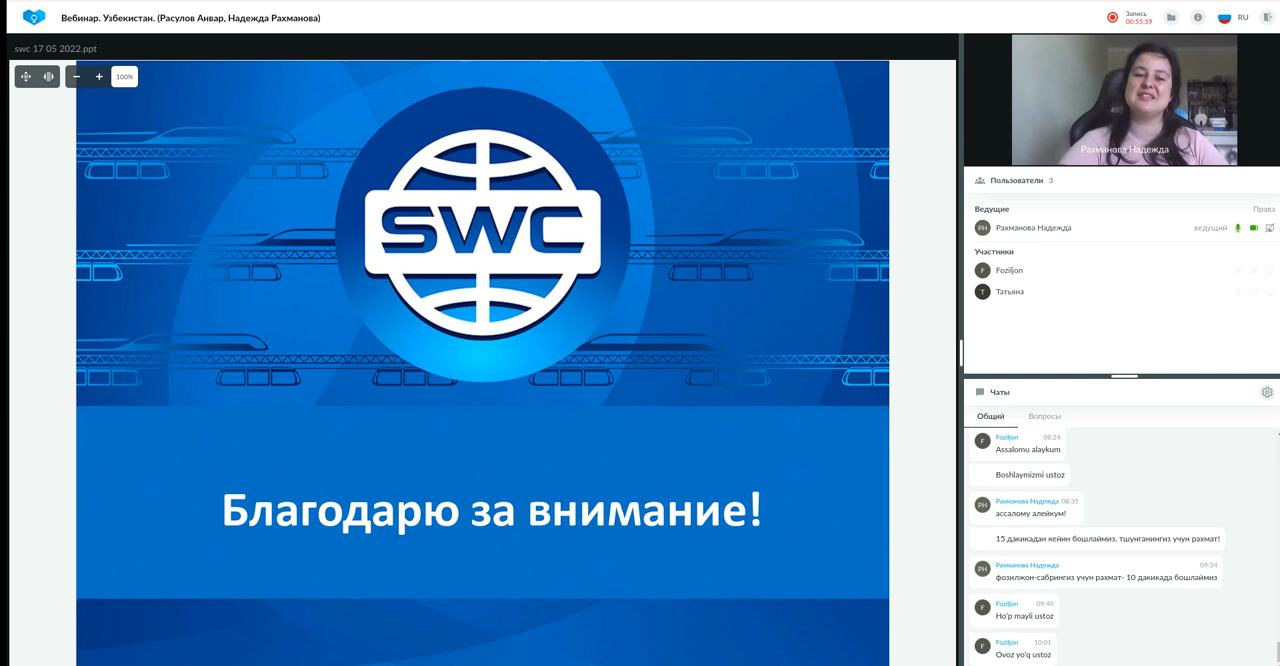 Вебинар. Узбекистан. (Расулов Анвар, Надежда Рахманова)
Запись
00:55:59
RU
swc 17 05 2022.ppt
100%
SWC
Благодарю за внимание!
Рахманова Надежда
Пользователи 3
Ведущие Права
РН Рахманова Надежда ведущий
Участники
F Foziljon
Т Татьяна
Чаты
Общий Вопросы
F Foziljon 08:24
Assalomu alaykum
Boshlaymizmi ustoz
РН Рахманова Надежда 08:35
ассалому алейкум!
15 дакикадан кейин бошлаймиз. тшунганингиз учун рахмат!
РН Рахманова Надежда 09:34
фозилжон-сабрингиз учун рахмат- 10 дакикада бошлаймиз
F Foziljon 09:40
Ho'p mayli ustoz
F Foziljon 10:01
Ovoz yo'q ustoz